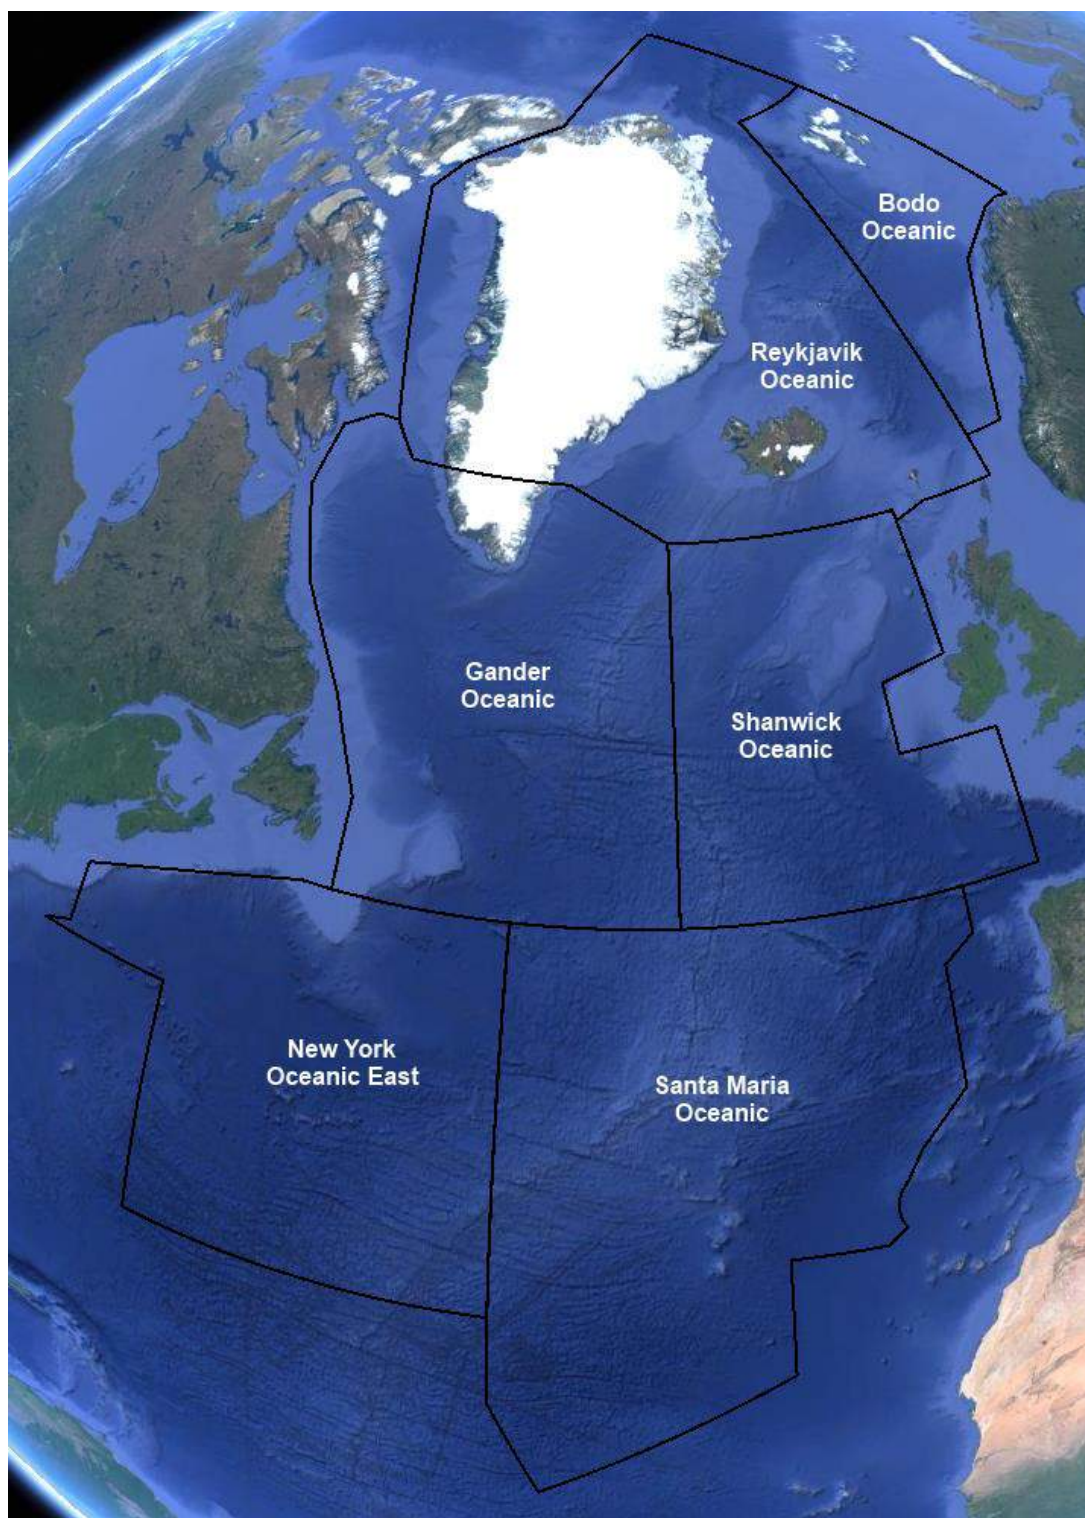 Bodo
Oceanic
Reykjavik
Oceanic
Gander
Oceanic
Shanwick
Oceanic
New York
Oceanic East
Santa Maria
Oceanic